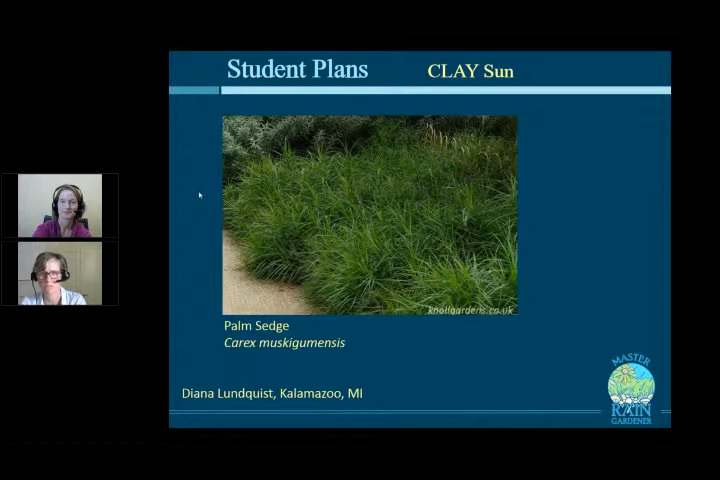 Student Plans
CLAY Sun
knollgardens.co.uk
Palm Sedge
Carex muskigumensis
Diana Lundquist, Kalamazoo, MI
MASTER
RAIN
GARDENER